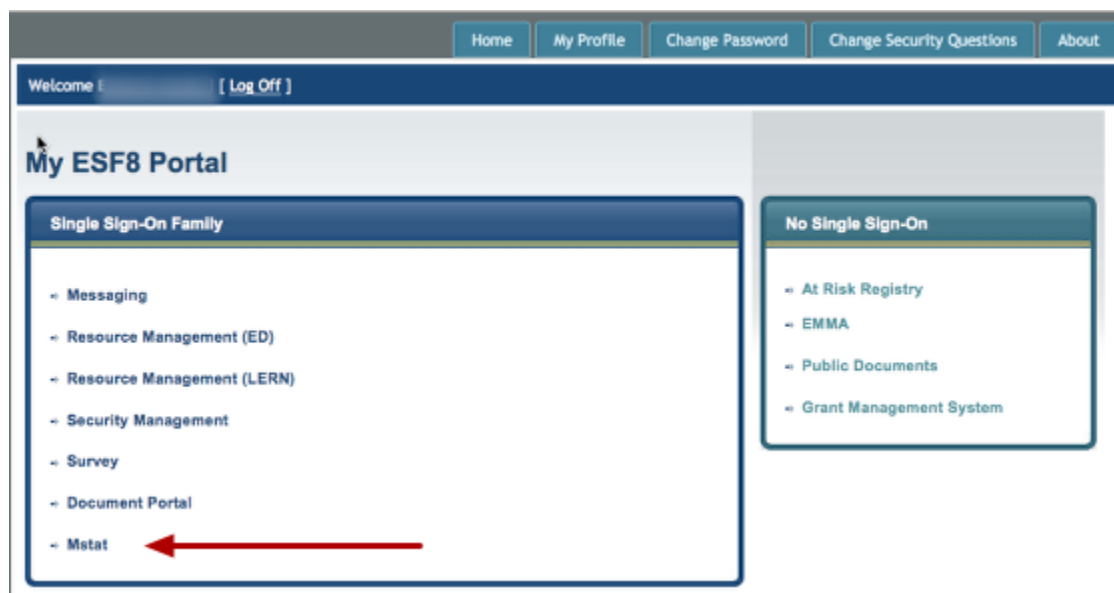 Home My Profile Change Password Change Security Questions About
Welcome [ Log Off ]
My ESF8 Portal
Single Sign-On Family
Messaging
Resource Management (ED)
Resource Management (LERN)
Security Management
Survey
Document Portal
Mstat
No Single Sign-On
At Risk Registry
EMMA
Public Documents
Grant Management System